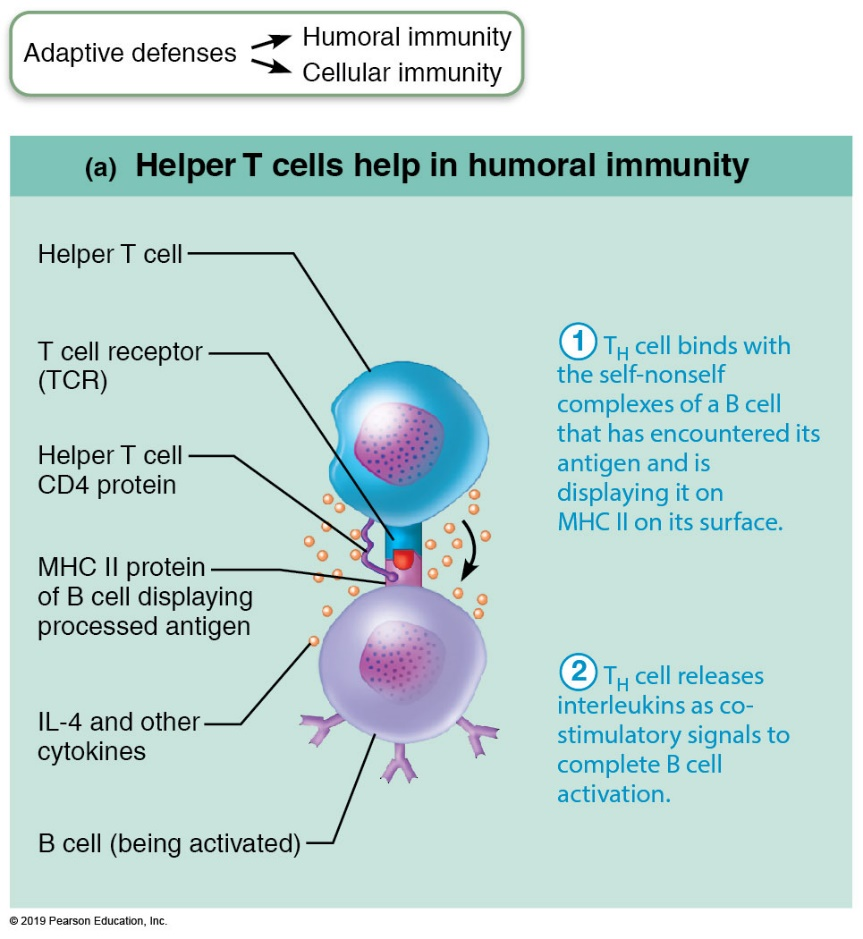 Adaptive defenses
Humoral immunity
Cellular immunity
(a) Helper T cells help in humoral immunity
Helper T cell
T cell receptor
(TCR)
Helper T cell
CD4 protein
MHC II protein
of B cell displaying
processed antigen
IL-4 and other
cytokines
B cell (being activated)
1 TH cell binds with
the self-nonself
complexes of a B cell
that has encountered its
antigen and is
displaying it on
MHC II on its surface.
2 TH cell releases
interleukins as co-
stimulatory signals to
complete B cell
activation.
© 2019 Pearson Education, Inc.